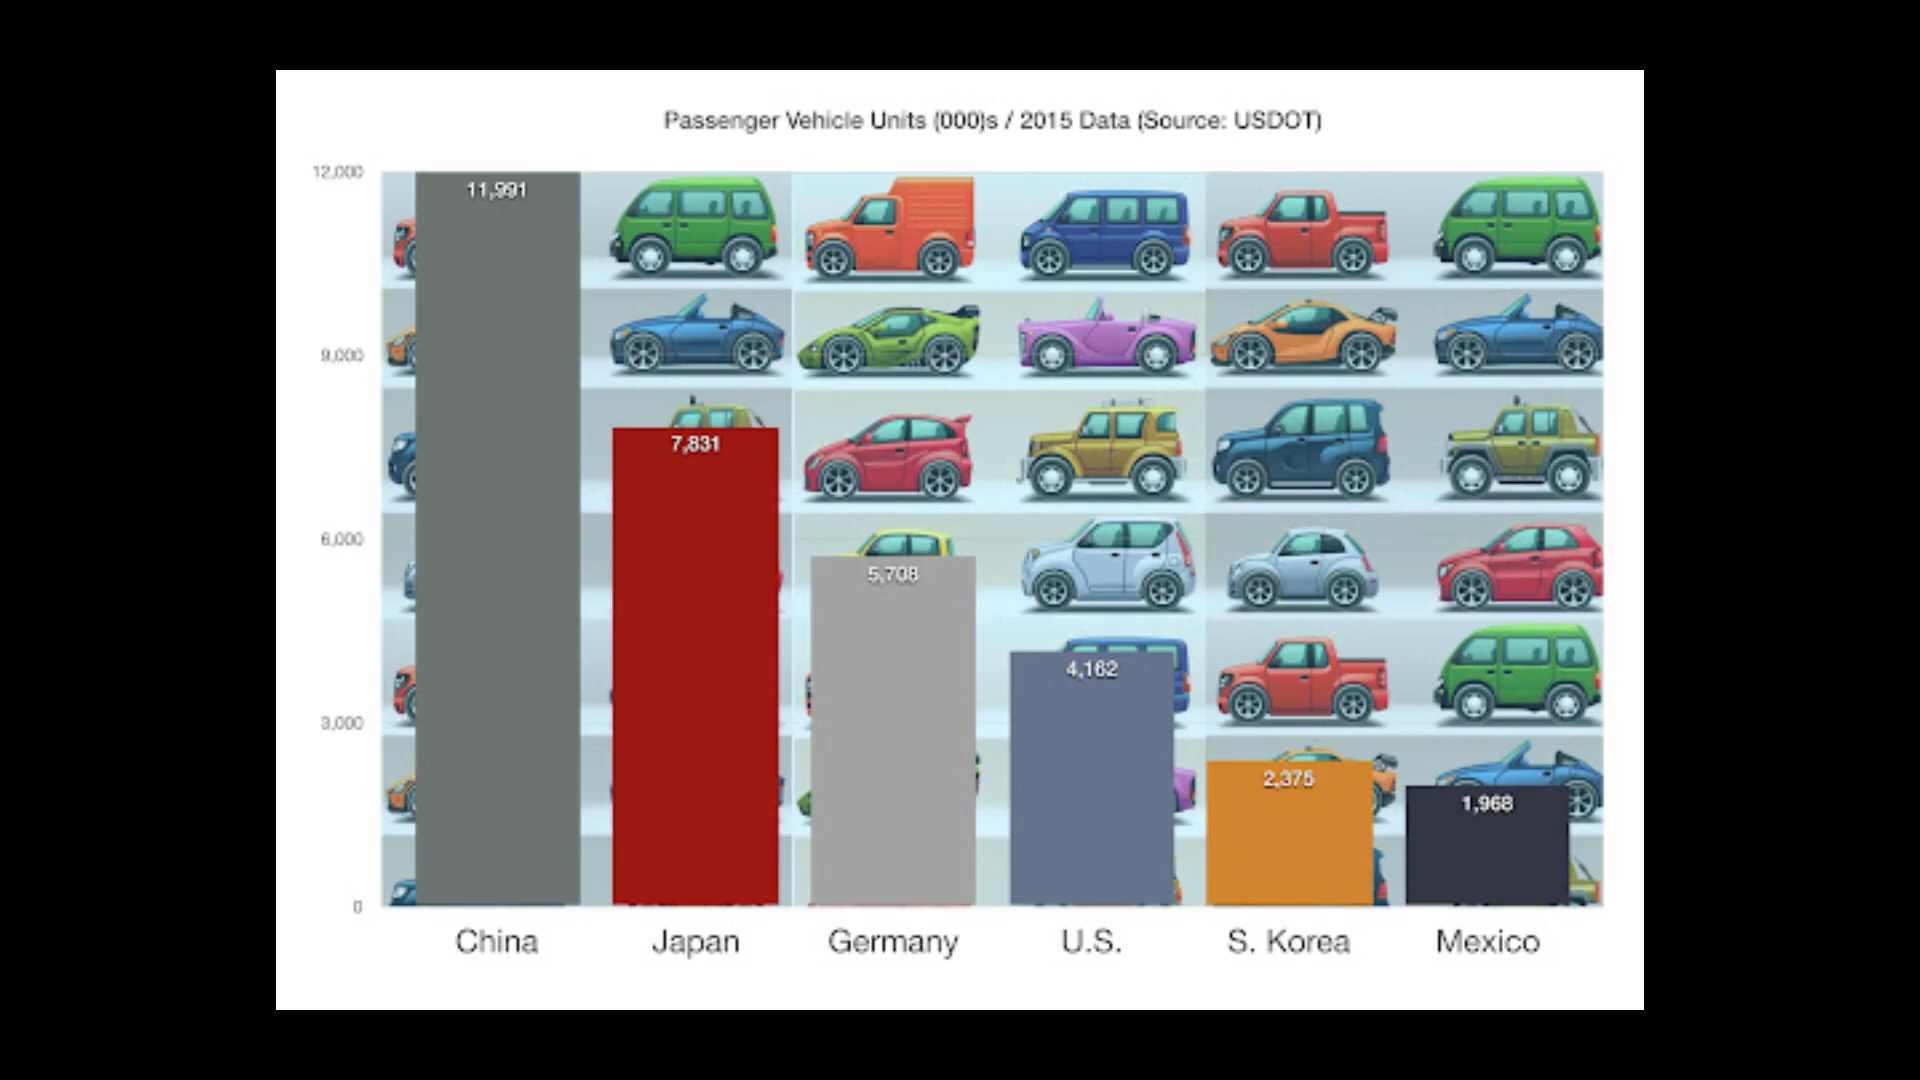 Passenger Vehicle Units (000)s / 2015 Data (Source: USDOT)
12,000
9,000
6,000
3,000
0
11,991
7,831
5,708
4,162
2,375
1,968
China
Japan
Germany
U.S.
S. Korea
Mexico